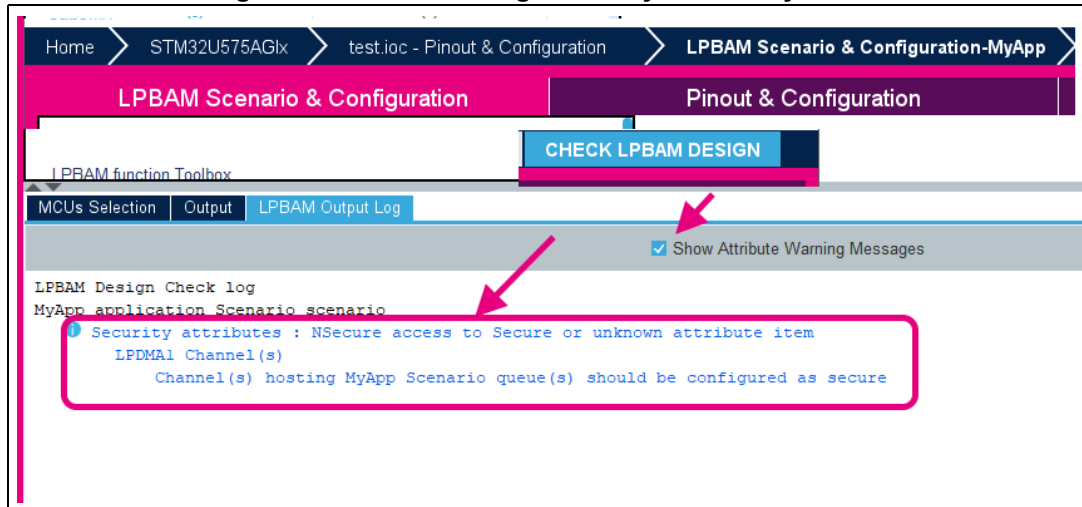 Home STM32U575AGIx test.ioc - Pinout & Configuration LPBAM Scenario & Configuration-MyApp
LPBAM Scenario & Configuration Pinout & Configuration
CHECK LPBAM DESIGN
LPBAM function Toolbox
MCUs Selection Output LPBAM Output Log
Show Attribute Warning Messages
LPBAM Design Check log
MyApp application Scenario scenario
Security attributes : NSecure access to Secure or unknown attribute item
LPDMA1 Channel(s)
Channel(s) hosting MyApp Scenario queue(s) should be configured as secure